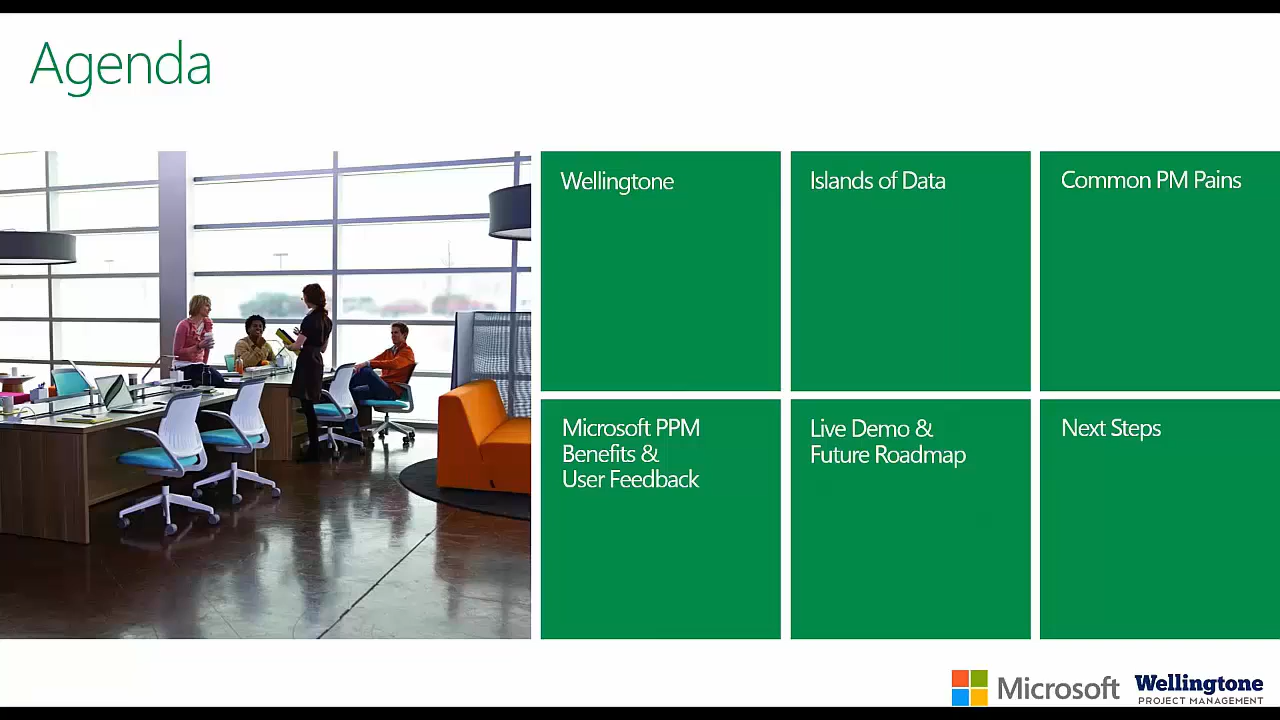 Agenda
Wellingtone
Islands of Data
Common PM Pains
Microsoft PPM
Benefits &
User Feedback
Live Demo &
Future Roadmap
Next Steps
Microsoft
Wellingtone
PROJECT MANAGEMENT